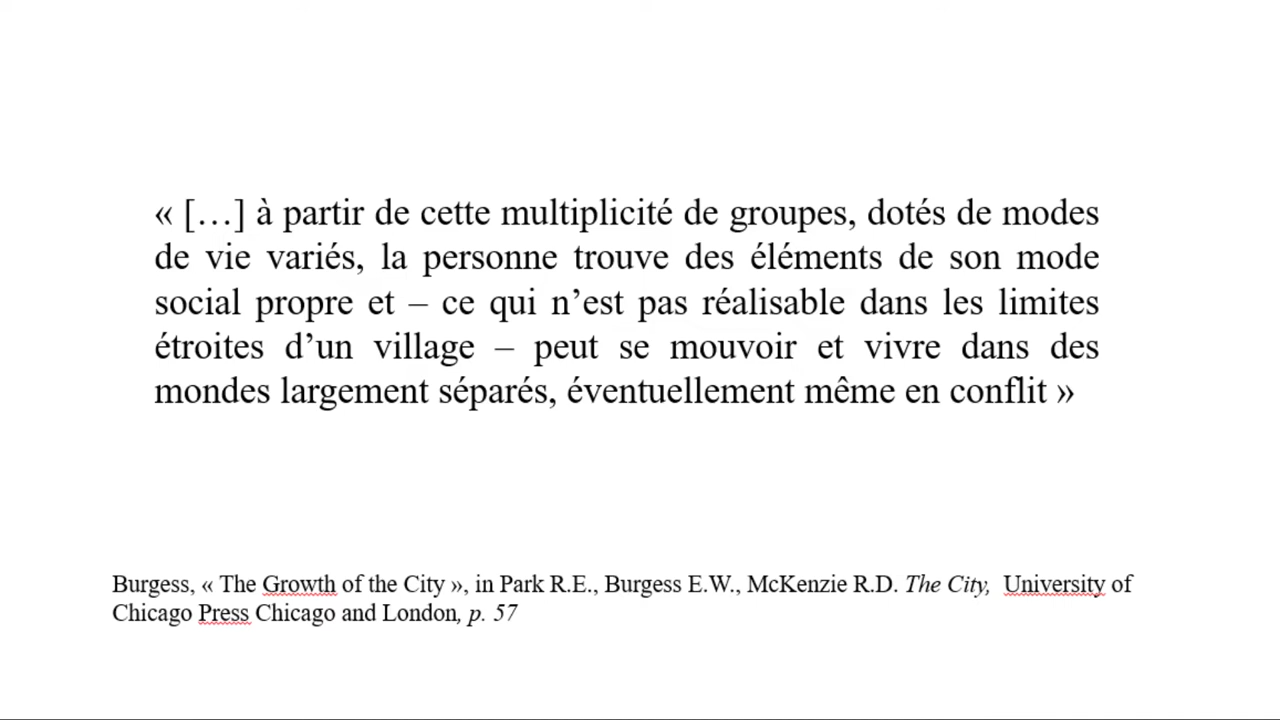 « […] à partir de cette multiplicité de groupes, dotés de modes
de vie variés, la personne trouve des éléments de son mode
social propre et – ce qui n’est pas réalisable dans les limites
étroites d’un village – peut se mouvoir et vivre dans des
mondes largement séparés, éventuellement même en conflit »
Burgess, « The Growth of the City », in Park R.E., Burgess E.W., McKenzie R.D. The City, University of
Chicago Press Chicago and London, p. 57